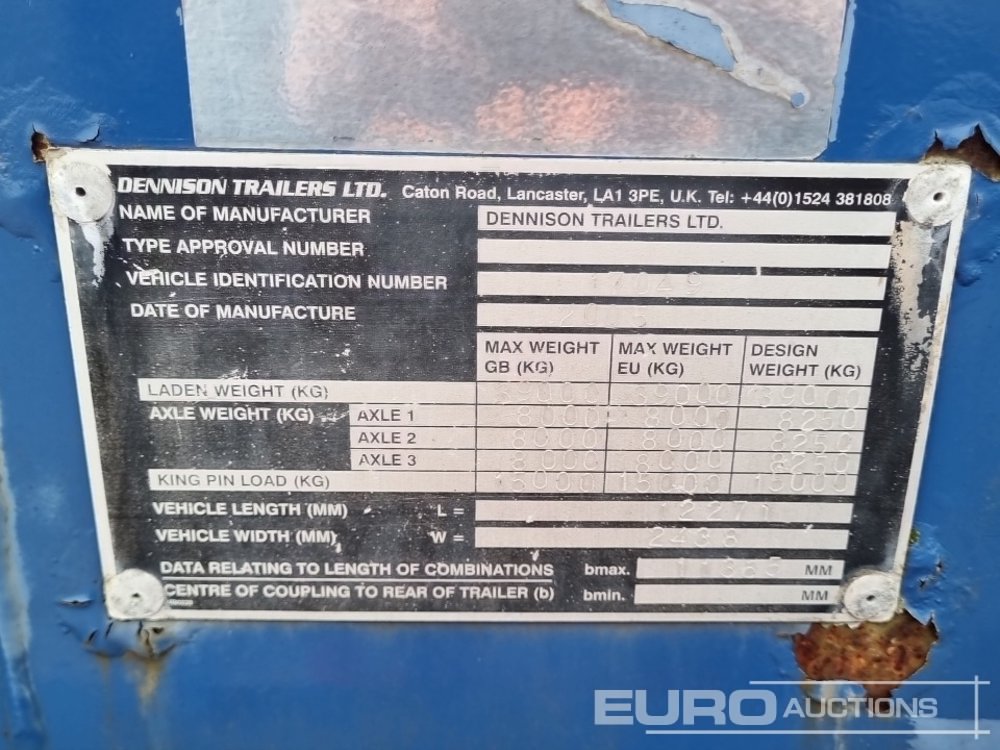 DENNISON TRAILERS LTD. Caton Road, Lancaster, LA1 3PE, U.K. Tel: +44(0)1524 381808
NAME OF MANUFACTURER DENNISON TRAILERS LTD.
TYPE APPROVAL NUMBER
VEHICLE IDENTIFICATION NUMBER
DATE OF MANUFACTURE
MAX WEIGHT GB (KG) MAX WEIGHT EU (KG) DESIGN WEIGHT (KG)
LADEN WEIGHT (KG) 39000 39000 39000
AXLE WEIGHT (KG) AXLE 1 8000 8000 8250
AXLE 2 8000 8000 8250
AXLE 3 8000 8000 8250
KING PIN LOAD (KG) 15000 15000 15000
VEHICLE LENGTH (MM) L =
VEHICLE WIDTH (MM) W = 2438
DATA RELATING TO LENGTH OF COMBINATIONS bmax. MM
CENTRE OF COUPLING TO REAR OF TRAILER (b) bmin. MM
EURO AUCTIONS